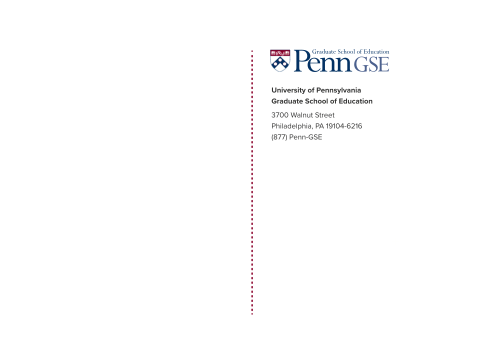 Graduate School of Education
Penn GSE
University of Pennsylvania
Graduate School of Education
3700 Walnut Street
Philadelphia, PA 19104-6216
(877) Penn-GSE